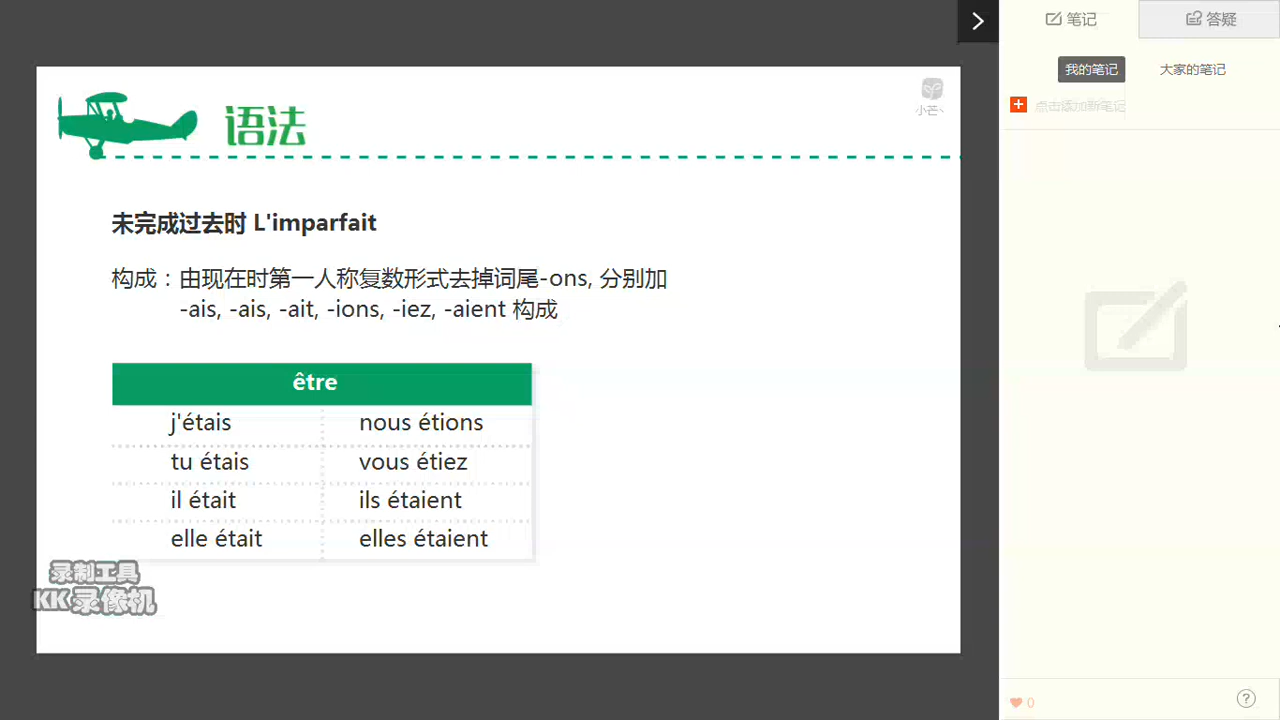 笔记
答疑
我的笔记
大家的笔记
点击添加新笔记
语法
小芒丶
未完成过去时 L'imparfait
构成：由现在时第一人称复数形式去掉词尾-ons, 分别加
-ais, -ais, -ait, -ions, -iez, -aient 构成
être
j'étais nous étions
tu étais vous étiez
il était ils étaient
elle était elles étaient
录制工具
KK录像机
0
?